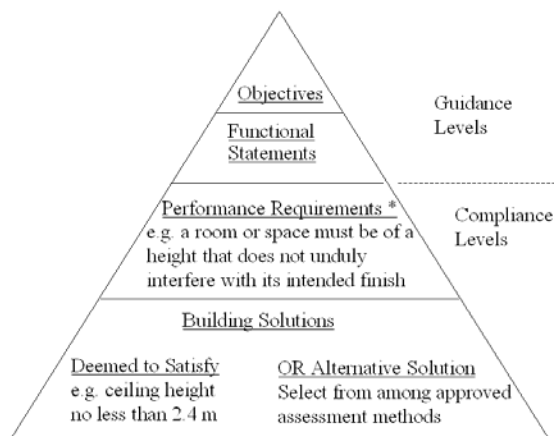 Objectives
Functional
Statements
Guidance
Levels
Performance Requirements *
e.g. a room or space must be of a
height that does not unduly
interfere with its intended finish
Compliance
Levels
Building Solutions
Deemed to Satisfy
e.g. ceiling height
no less than 2.4 m
OR Alternative Solution
Select from among approved
assessment methods